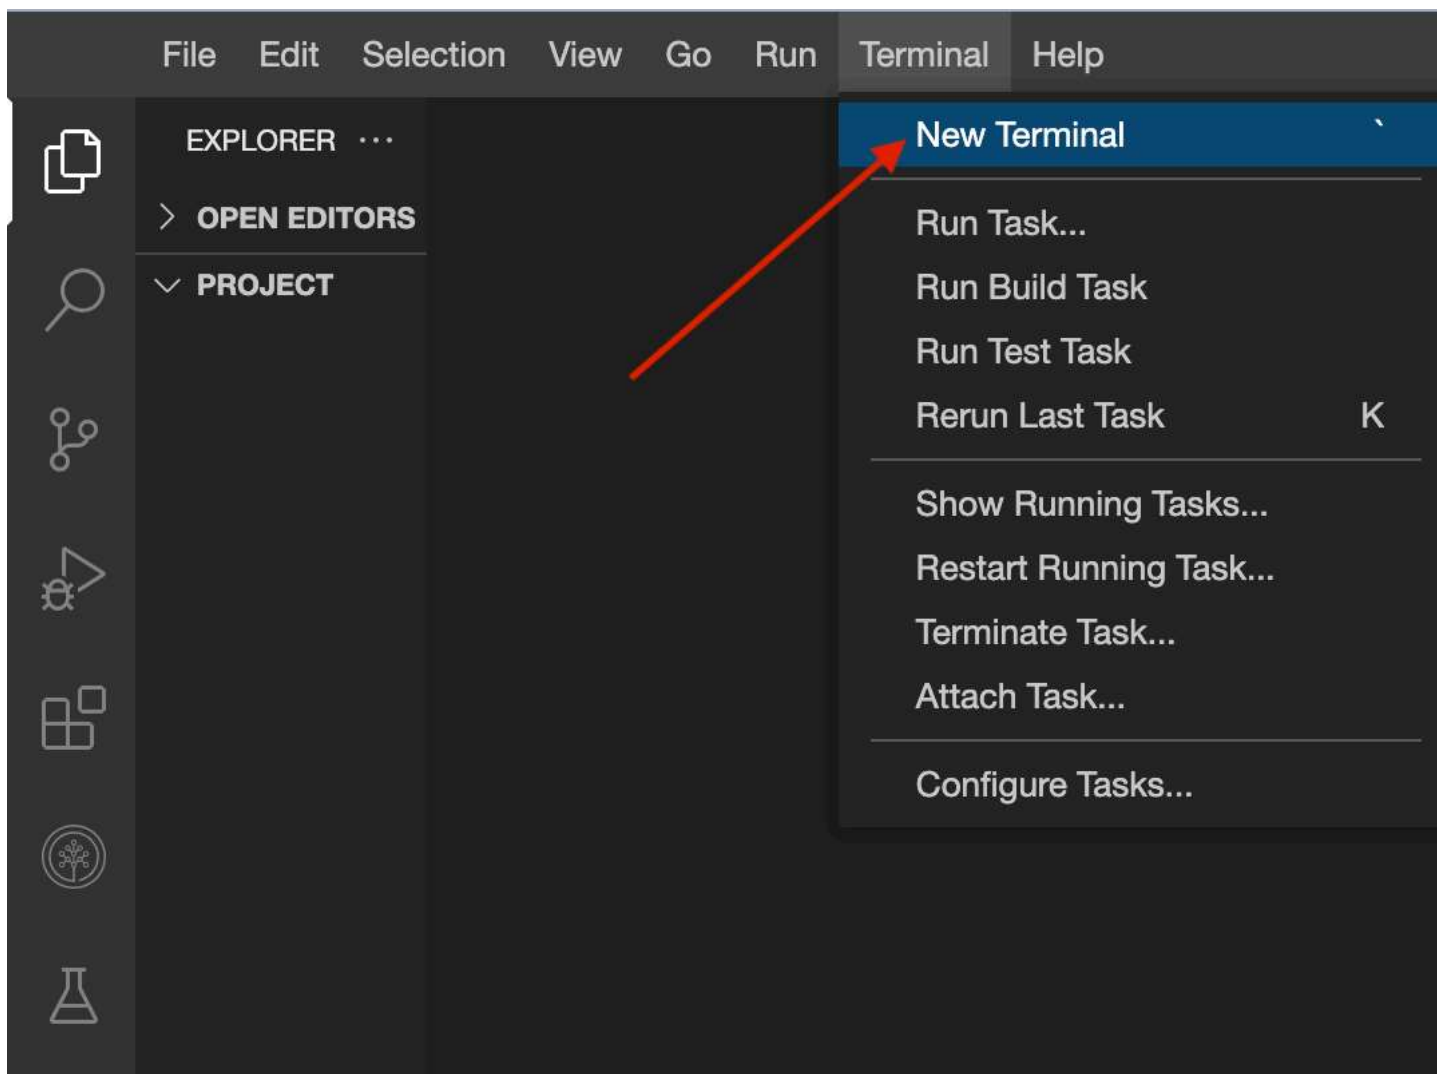 File Edit Selection View Go Run Terminal Help
EXPLORER ...
OPEN EDITORS
PROJECT
New Terminal `
Run Task...
Run Build Task
Run Test Task
Rerun Last Task K
Show Running Tasks...
Restart Running Task...
Terminate Task...
Attach Task...
Configure Tasks...